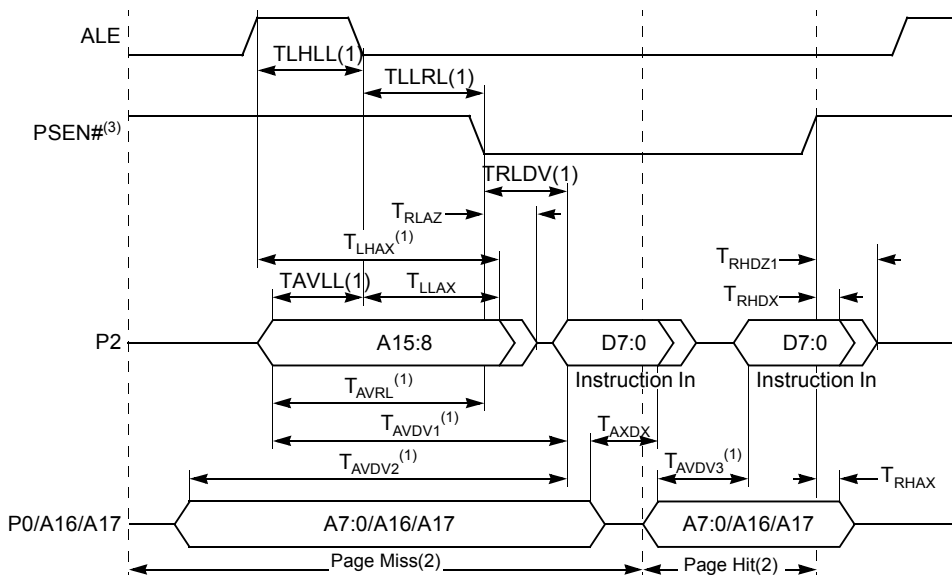 ALE
TLHLL(1)
TLLRL(1)
PSEN#(3)
TRLDV(1)
TRLAZ
TLHAX(1)
TRHDZ1
TAVLL(1)
TLLAX
TRHDX
P2
A15:8
D7:0
D7:0
Instruction In
Instruction In
TAVRL(1)
TAVDV1(1)
TAXDX
TAVDV2(1)
TAVDV3(1)
TRHAX
P0/A16/A17
A7:0/A16/A17
A7:0/A16/A17
Page Miss(2)
Page Hit(2)